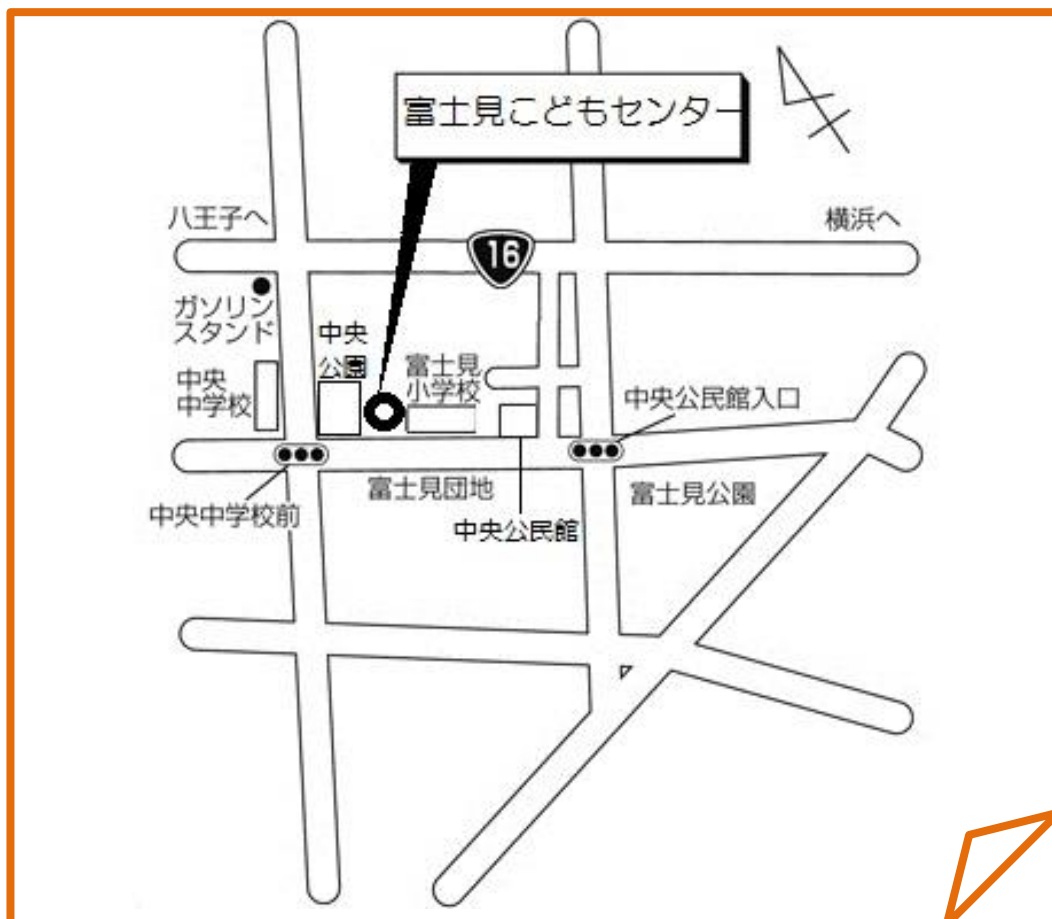 富士見こどもセンター
八王子へ
横浜へ
16
ガソリン
スタンド
中央
公園
富士見
小学校
中央
中学校
中央公民館入口
富士見団地
富士見公園
中央中学校前
中央公民館